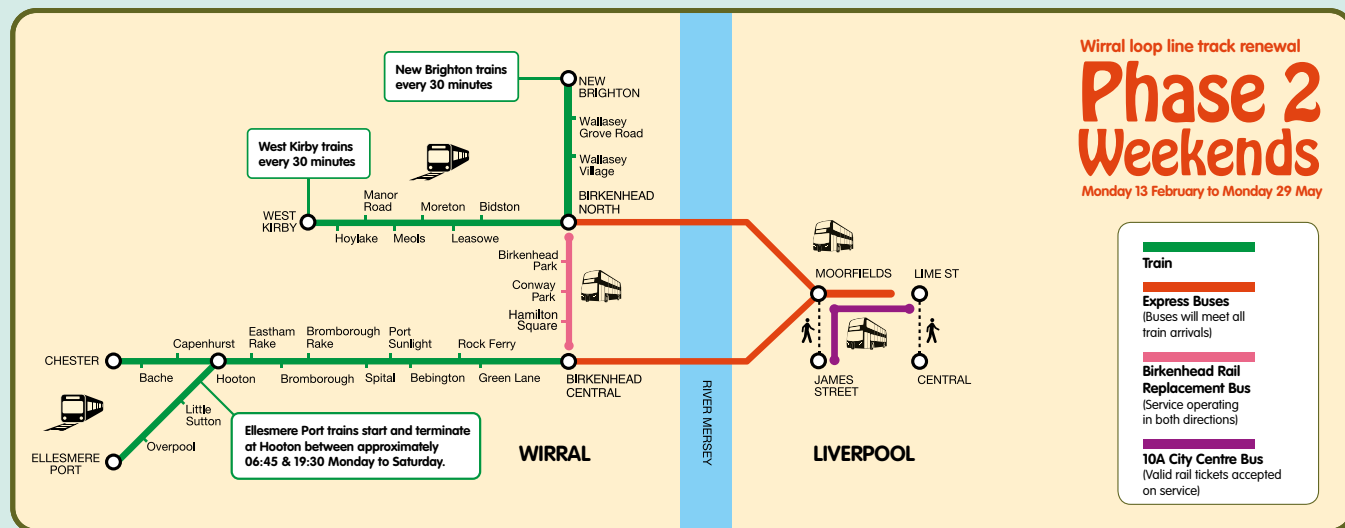 Wirral loop line track renewal
Phase 2
Weekends
Monday 13 February to Monday 29 May
New Brighton trains
every 30 minutes
NEW
BRIGHTON
Wallasey
Grove Road
Wallasey
Village
West Kirby trains
every 30 minutes
BIRKENHEAD
NORTH
WEST
KIRBY
Manor
Road
Moreton
Bidston
Hoylake
Meols
Leasowe
Birkenhead
Park
Conway
Park
Hamilton
Square
MOORFIELDS
LIME ST
JAMES
STREET
CENTRAL
CHESTER
Capenhurst
Eastham
Rake
Bromborough
Rake
Port
Sunlight
Rock Ferry
Bache
Hooton
Bromborough
Spital
Bebington
Green Lane
BIRKENHEAD
CENTRAL
Little
Sutton
Overpool
ELLESMERE
PORT
Ellesmere Port trains start and terminate
at Hooton between approximately
06:45 & 19:30 Monday to Saturday.
WIRRAL
RIVER MERSEY
LIVERPOOL
Train
Express Buses
(Buses will meet all
train arrivals)
Birkenhead Rail
Replacement Bus
(Service operating
in both directions)
10A City Centre Bus
(Valid rail tickets accepted
on service)